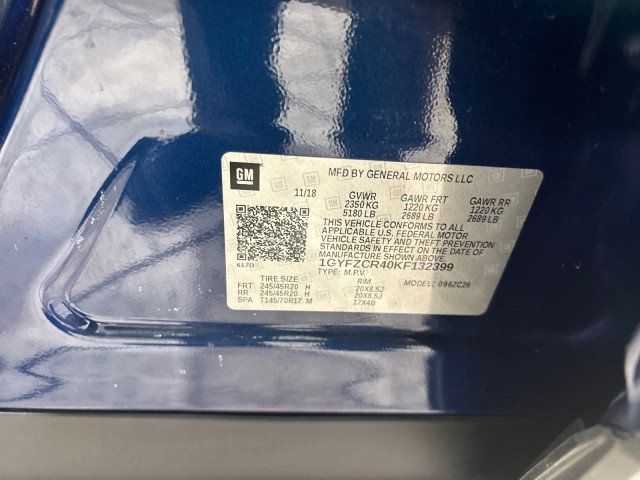 GM
MFD BY GENERAL MOTORS LLC
11/18 GVWR GAWR FRT GAWR RR
2350 KG 1220 KG 1220 KG
5180 LB 2689 LB 2689 LB
THIS VEHICLE CONFORMS TO ALL
APPLICABLE U.S. FEDERAL MOTOR
VEHICLE SAFETY AND THEFT PREVENTION
STANDARDS IN EFFECT ON THE DATE OF
MANUFACTURE SHOWN ABOVE.
617D 1GYFZCR40KF132399
TYPE: M.P.V.
TIRE SIZE RIM MODEL:
FRT 245/45R20 H 20X8.5J
RR 245/45R20 H 20X8.5J
SPA T145/70R17 M 17X4B